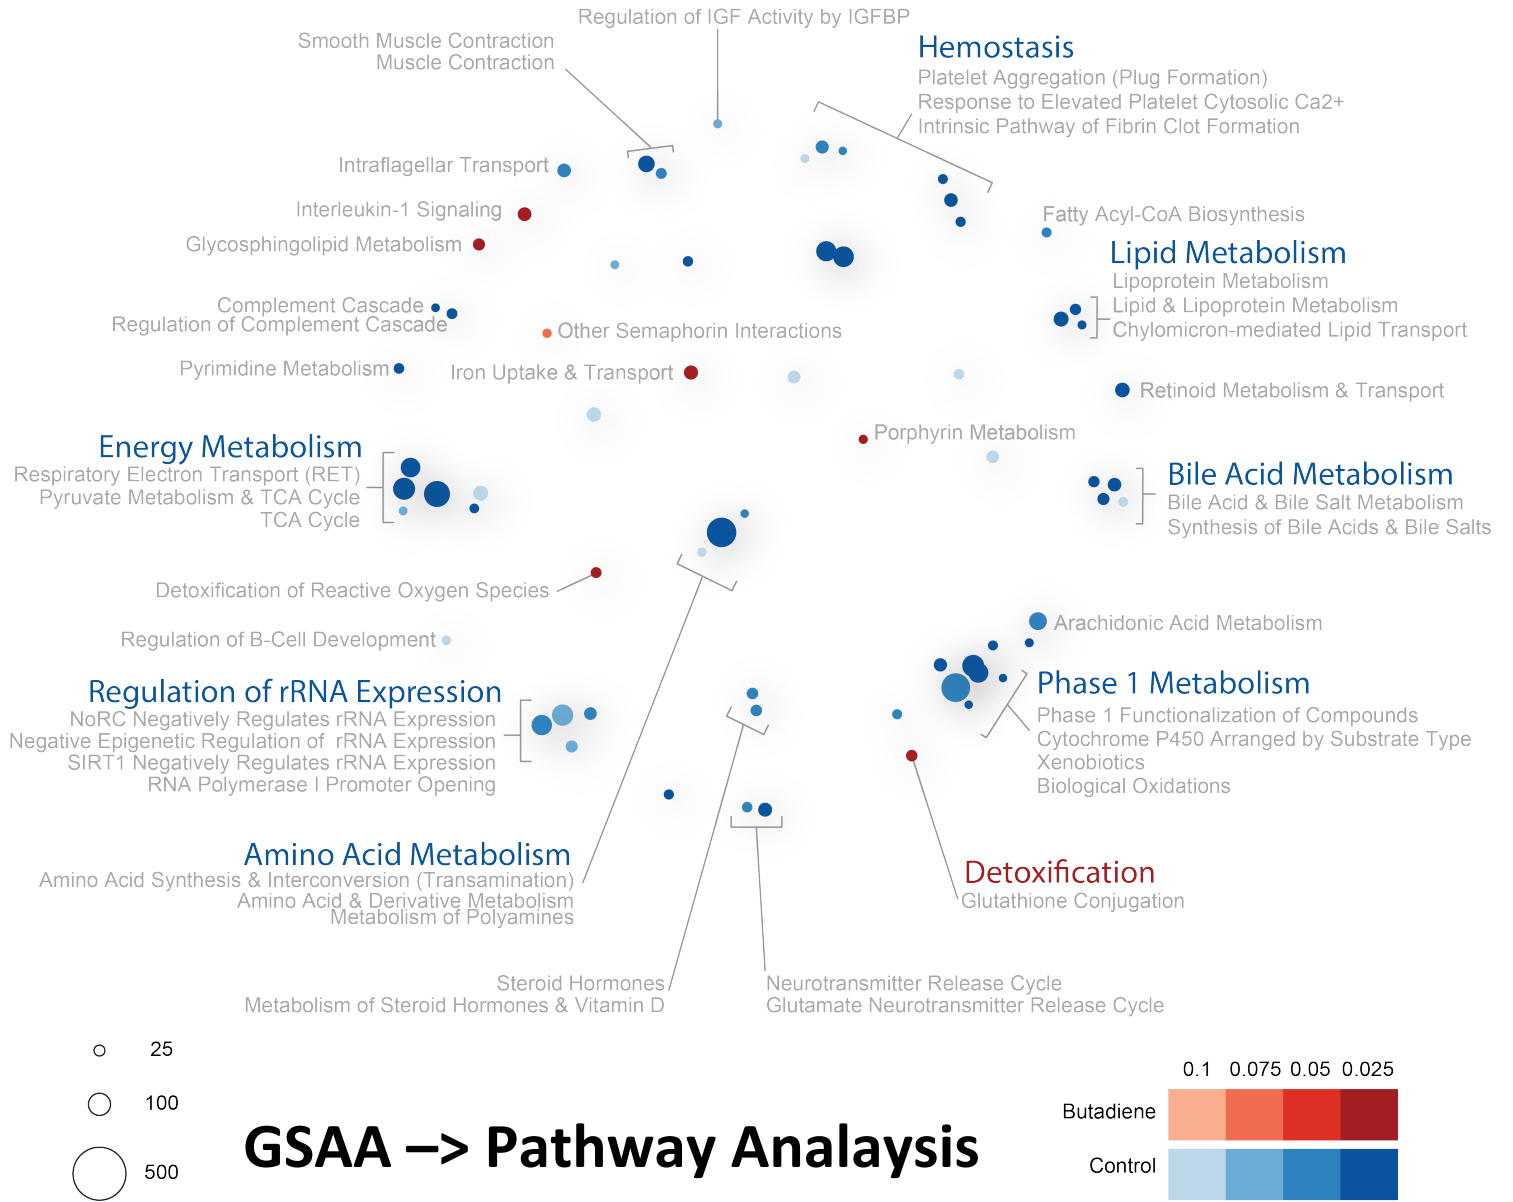 Regulation of IGF Activity by IGFBP
Smooth Muscle Contraction
Muscle Contraction
Hemostasis
Platelet Aggregation (Plug Formation)
Response to Elevated Platelet Cytosolic Ca2+
Intrinsic Pathway of Fibrin Clot Formation
Intraflagellar Transport
Interleukin-1 Signaling
Glycosphingolipid Metabolism
Fatty Acyl-CoA Biosynthesis
Lipid Metabolism
Lipoprotein Metabolism
Lipid & Lipoprotein Metabolism
Chylomicron-mediated Lipid Transport
Complement Cascade
Regulation of Complement Cascade
Other Semaphorin Interactions
Pyrimidine Metabolism
Iron Uptake & Transport
Retinoid Metabolism & Transport
Porphyrin Metabolism
Energy Metabolism
Respiratory Electron Transport (RET)
Pyruvate Metabolism & TCA Cycle
TCA Cycle
Bile Acid Metabolism
Bile Acid & Bile Salt Metabolism
Synthesis of Bile Acids & Bile Salts
Detoxification of Reactive Oxygen Species
Regulation of B-Cell Development
Arachidonic Acid Metabolism
Regulation of rRNA Expression
NoRC Negatively Regulates rRNA Expression
Negative Epigenetic Regulation of rRNA Expression
SIRT1 Negatively Regulates rRNA Expression
RNA Polymerase I Promoter Opening
Phase 1 Metabolism
Phase 1 Functionalization of Compounds
Cytochrome P450 Arranged by Substrate Type
Xenobiotics
Biological Oxidations
Amino Acid Metabolism
Amino Acid Synthesis & Interconversion (Transamination)
Amino Acid & Derivative Metabolism
Metabolism of Polyamines
Detoxification
Glutathione Conjugation
Steroid Hormones
Metabolism of Steroid Hormones & Vitamin D
Neurotransmitter Release Cycle
Glutamate Neurotransmitter Release Cycle
25
100
500
GSAA –> Pathway Analaysis
0.1 0.075 0.05 0.025
Butadiene
Control